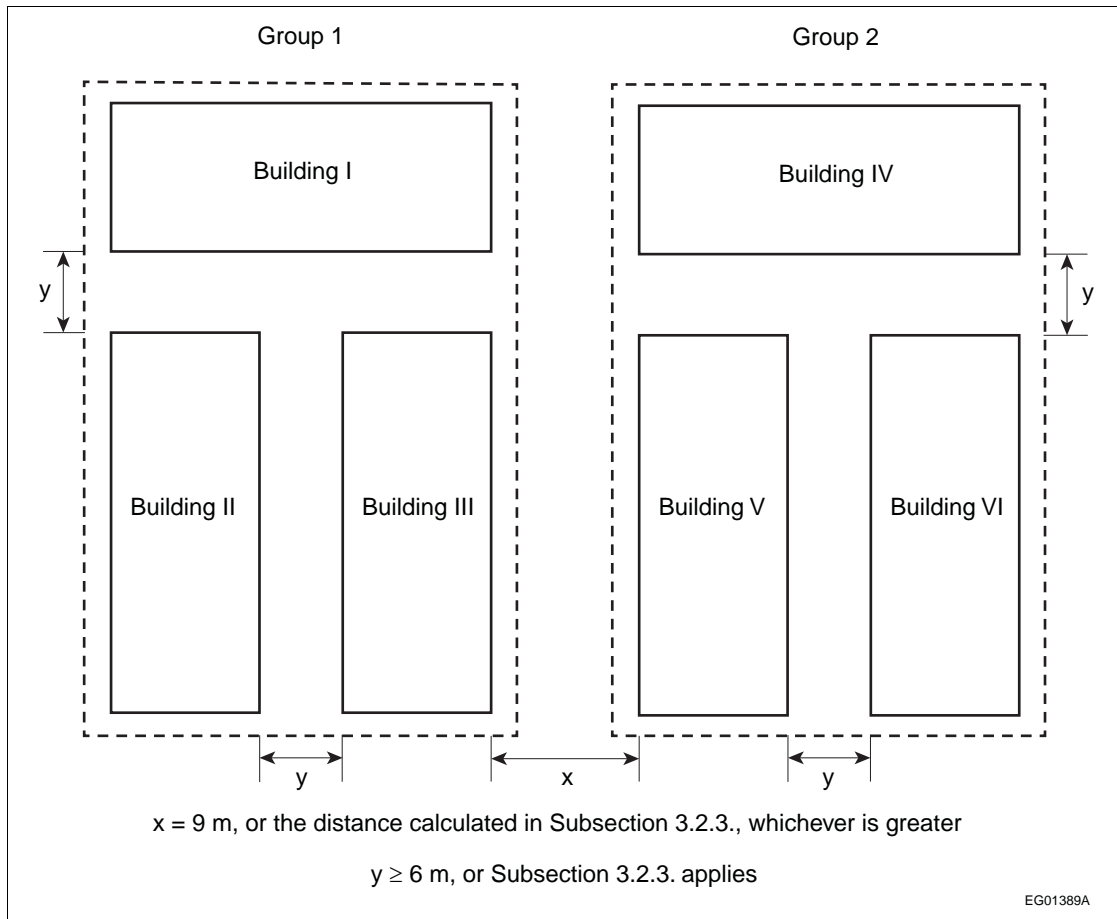 Group 1
Group 2
Building I
Building IV
y
y
Building II
Building III
Building V
Building VI
y
x
y
x = 9 m, or the distance calculated in Subsection 3.2.3., whichever is greater
y ≥ 6 m, or Subsection 3.2.3. applies
EG01389A